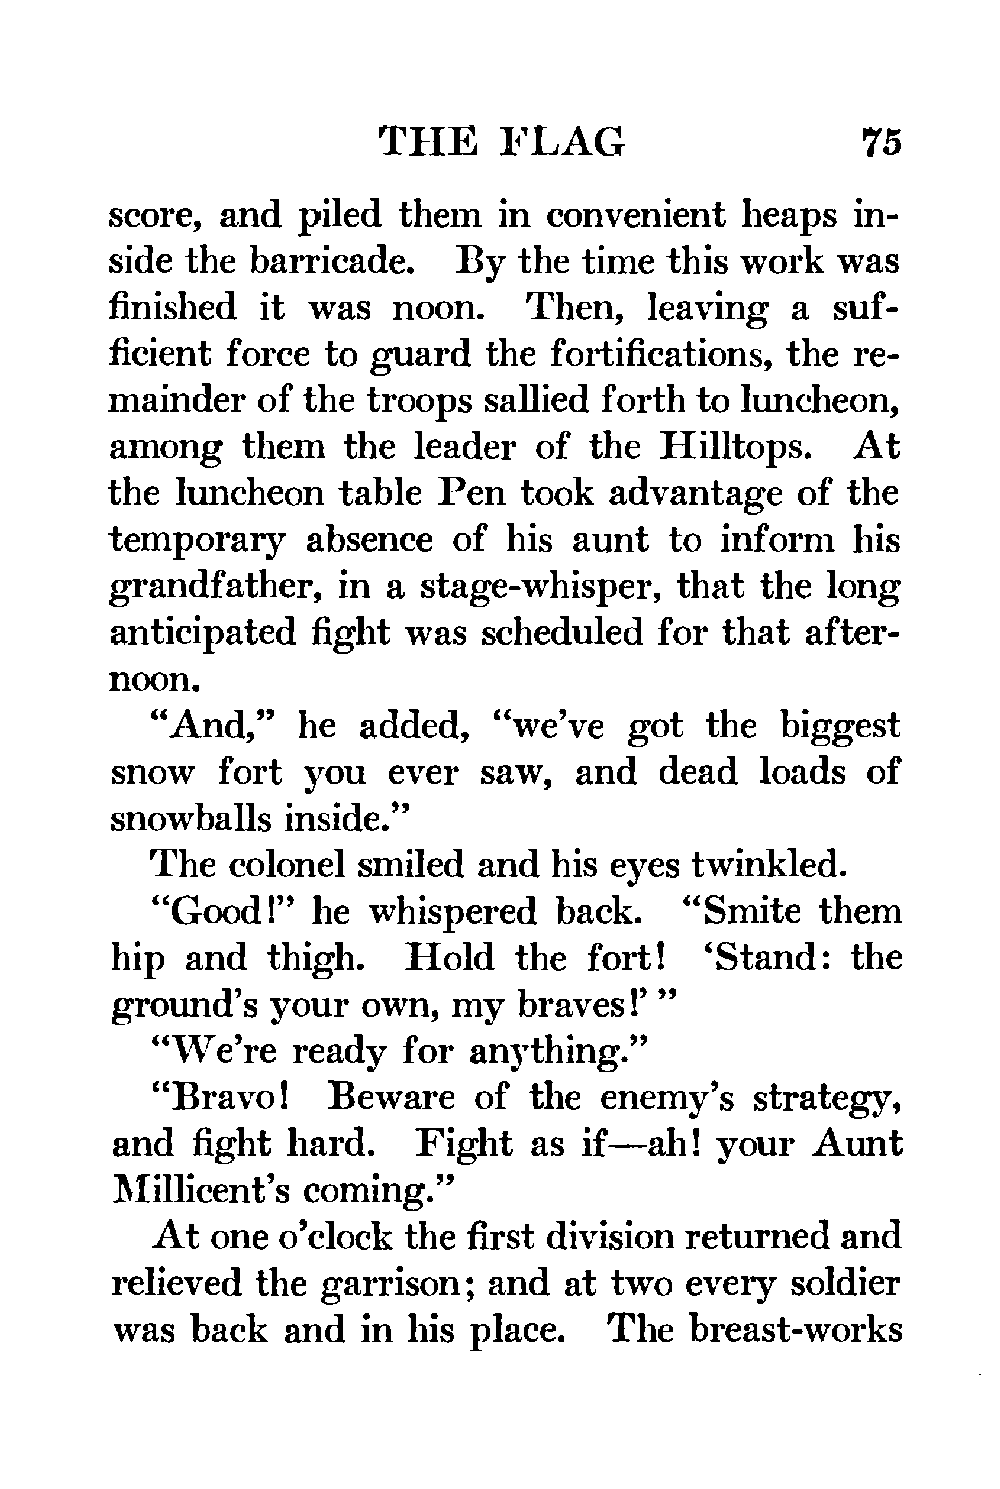 THE FLAG 75
score, and piled them in convenient heaps in-
side the barricade. By the time this work was
finished it was noon. Then, leaving a suf-
ficient force to guard the fortifications, the re-
mainder of the troops sallied forth to luncheon,
among them the leader of the Hilltops. At
the luncheon table Pen took advantage of the
temporary absence of his aunt to inform his
grandfather, in a stage-whisper, that the long
anticipated fight was scheduled for that after-
noon.
“And,” he added, “we’ve got the biggest
snow fort you ever saw, and dead loads of
snowballs inside.”
The colonel smiled and his eyes twinkled.
“Good!” he whispered back. “Smite them
hip and thigh. Hold the fort! ‘Stand: the
ground’s your own, my braves!’ ”
“We’re ready for anything.”
“Bravo! Beware of the enemy’s strategy,
and fight hard. Fight as if—ah! your Aunt
Millicent’s coming.”
At one o’clock the first division returned and
relieved the garrison; and at two every soldier
was back and in his place. The breast-works